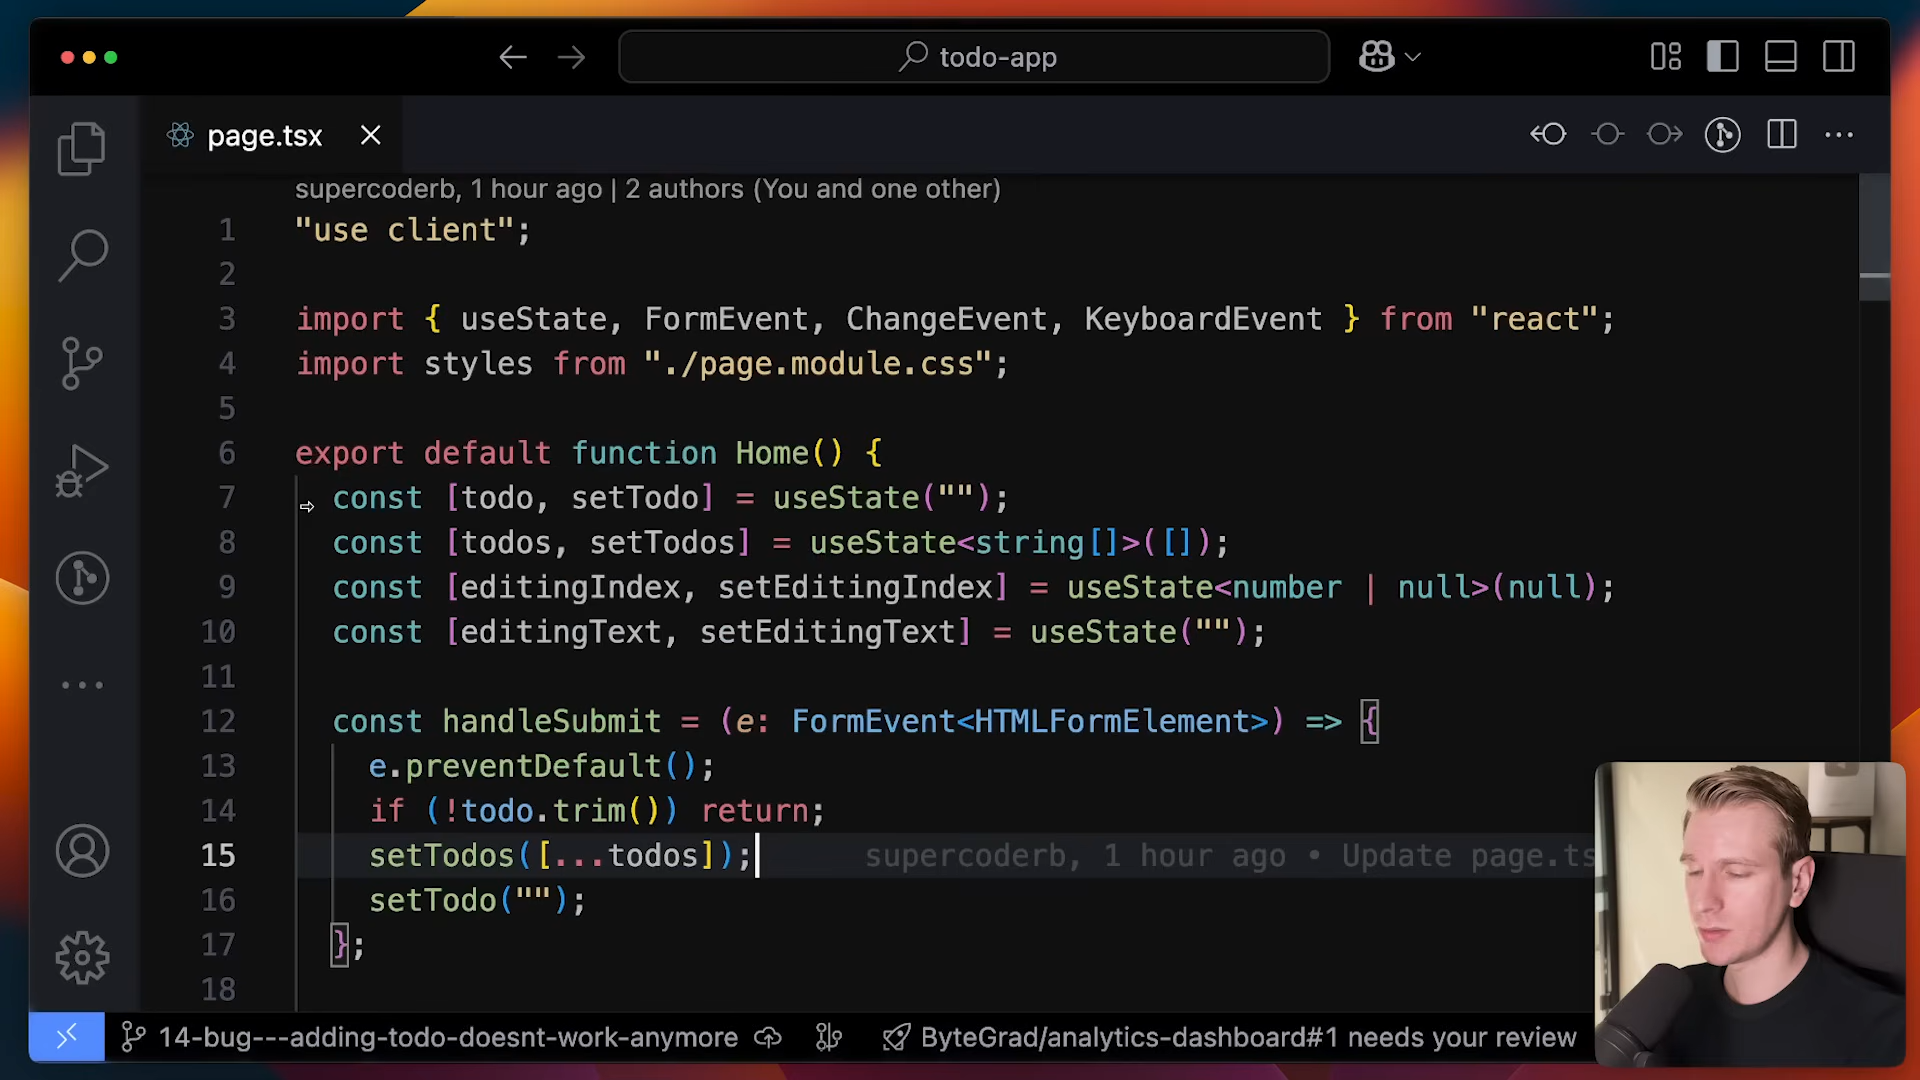 todo-app
page.tsx
supercoderb, 1 hour ago | 2 authors (You and one other)
1 "use client";
2
3 import { useState, FormEvent, ChangeEvent, KeyboardEvent } from "react";
4 import styles from "./page.module.css";
5
6 export default function Home() {
7 const [todo, setTodo] = useState("");
8 const [todos, setTodos] = useState<string[]>([]);
9 const [editingIndex, setEditingIndex] = useState<number | null>(null);
10 const [editingText, setEditingText] = useState("");
11
12 const handleSubmit = (e: FormEvent<HTMLFormElement>) => {
13 e.preventDefault();
14 if (!todo.trim()) return;
15 setTodos([...todos]); supercoderb, 1 hour ago • Update page.ts
16 setTodo("");
17 };
18
14-bug---adding-todo-doesnt-work-anymore ByteGrad/analytics-dashboard#1 needs your review